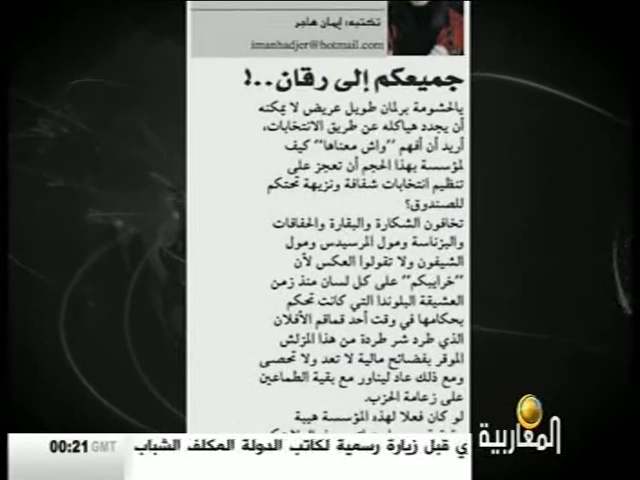 تكتبه: إيمان هاجر
imanhadjer@hotmail.com
جميعكم إلى رقان..!
يالحشومة برلمان طويل عريض لا يمكنه
أن يجدد هياكله عن طريق الانتخابات،
أريد أن أفهم "واش معناها" كيف
لمؤسسة بهذا الحجم أن تعجز على
تنظيم انتخابات شفافة ونزيهة تحتكم
للصندوق؟
تخافون الشكارة والبقارة والحفافات
والبزناسة ومول المرسيدس ومول
الشيفون ولا تقولوا العكس لأن
"خرايبكم" على كل لسان منذ زمن
العشيقة البلوندا التي كانت تحكم
بحكامها في وقت أحد قماقم الأفلان
الذي طرد شر طردة من هذا المزلش
الموقر بفضائح مالية لا تعد ولا تحصى
ومع ذلك عاد ليناور مع بقية الطماعين
على زعامة الحزب.
لو كان فعلا لهذه المؤسسة هيبة
المغاربية
ي قبل زيارة رسمية لكاتب الدولة المكلف الشباب
00:21 GMT